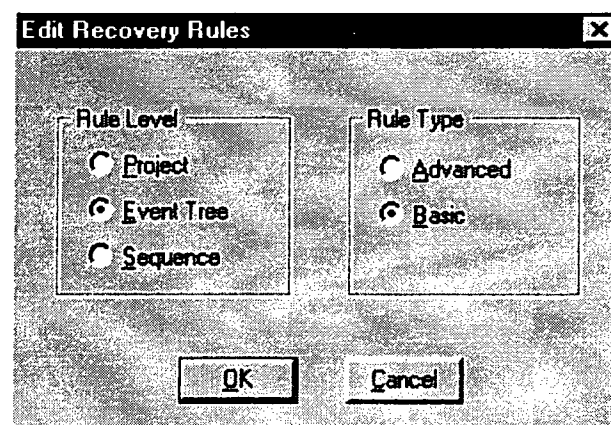 Edit Recovery Rules
Rule Level
Project
Event Tree
Sequence
Rule Type
Advanced
Basic
OK
Cancel